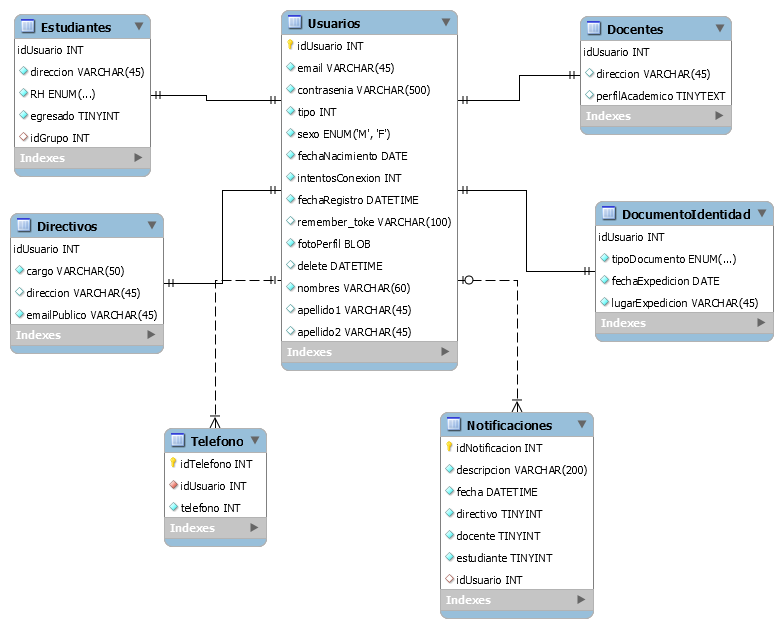 Estudiantes
idUsuario INT
direccion VARCHAR(45)
RH ENUM(...)
egresado TINYINT
idGrupo INT
Indexes
Usuarios
idUsuario INT
email VARCHAR(45)
contrasenia VARCHAR(500)
tipo INT
sexo ENUM('M', 'F')
fechaNacimiento DATE
intentosConexion INT
fechaRegistro DATETIME
remember_toke VARCHAR(100)
fotoPerfil BLOB
delete DATETIME
nombres VARCHAR(60)
apellido1 VARCHAR(45)
apellido2 VARCHAR(45)
Indexes
Docentes
idUsuario INT
direccion VARCHAR(45)
perfilAcademico TINYTEXT
Indexes
Directivos
idUsuario INT
cargo VARCHAR(50)
direccion VARCHAR(45)
emailPublico VARCHAR(45)
Indexes
DocumentoIdentidad
idUsuario INT
tipoDocumento ENUM(...)
fechaExpedicion DATE
lugarExpedicion VARCHAR(45)
Indexes
Telefono
idTelefono INT
idUsuario INT
telefono INT
Indexes
Notificaciones
idNotificacion INT
descripcion VARCHAR(200)
fecha DATETIME
directivo TINYINT
docente TINYINT
estudiante TINYINT
idUsuario INT
Indexes